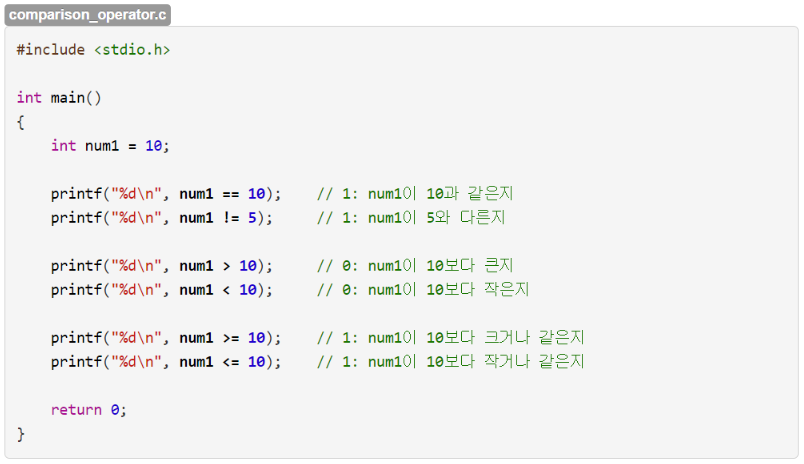 comparison_operator.c
#include <stdio.h>
int main()
{
    int num1 = 10;
    printf("%d\n", num1 == 10);    // 1: num1이 10과 같은지
    printf("%d\n", num1 != 5);     // 1: num1이 5와 다른지
    printf("%d\n", num1 > 10);     // 0: num1이 10보다 큰지
    printf("%d\n", num1 < 10);     // 0: num1이 10보다 작은지
    printf("%d\n", num1 >= 10);    // 1: num1이 10보다 크거나 같은지
    printf("%d\n", num1 <= 10);    // 1: num1이 10보다 작거나 같은지
    return 0;
}